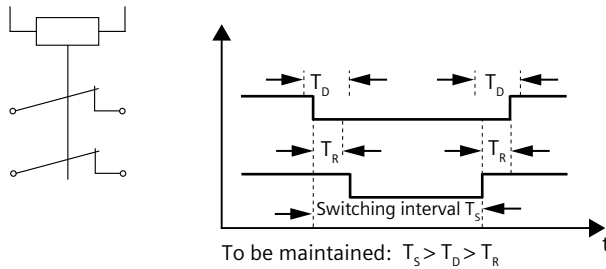 T_D T_D
T_R T_R
Switching interval T_S
t
To be maintained: T_S > T_D > T_R